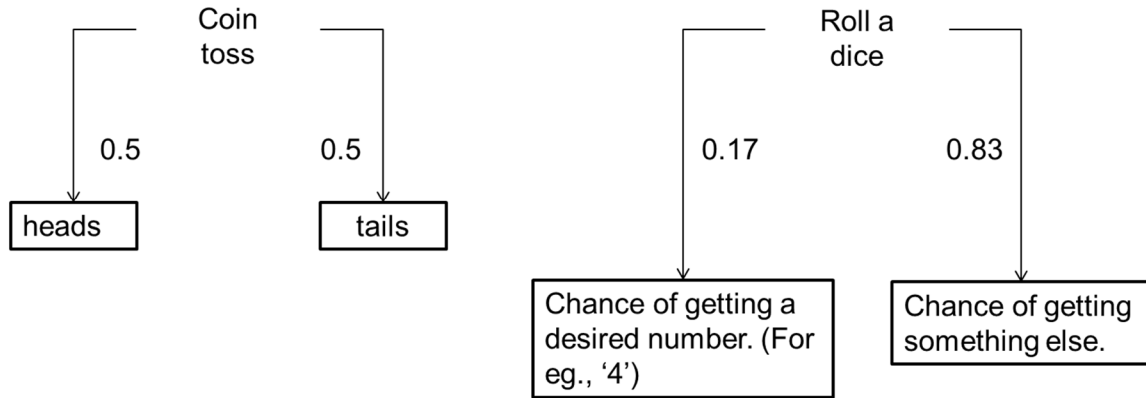 Coin
toss
0.5
0.5
heads
tails
Roll a
dice
0.17
0.83
Chance of getting a
desired number. (For
eg., ‘4’)
Chance of getting
something else.